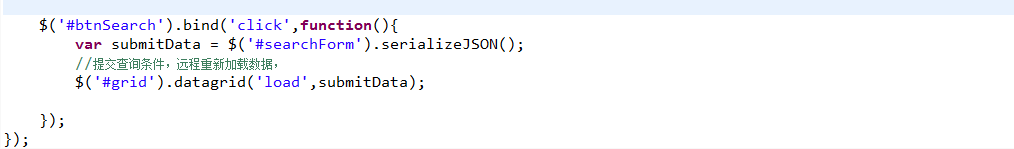 $('#btnSearch').bind('click',function(){
var submitData = $('#searchForm').serializeJSON();
//提交查询条件，远程重新加载数据，
$('#grid').datagrid('load',submitData);
});
});